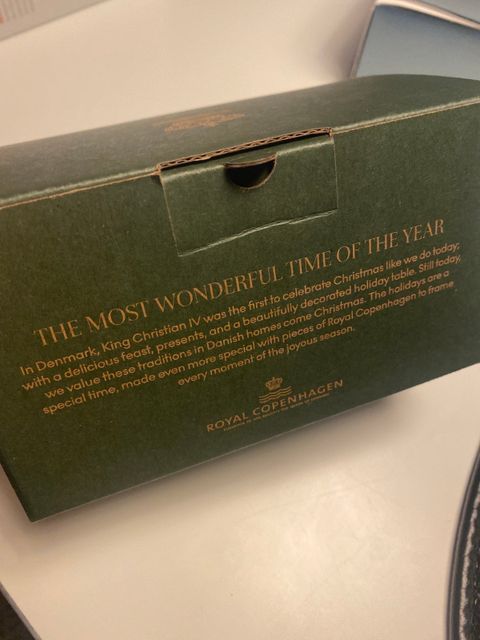 THE MOST WONDERFUL TIME OF THE YEAR
In Denmark, King Christian IV was the first to celebrate Christmas like we do today;
with a delicious feast, presents, and a beautifully decorated holiday table. Still today,
we value these traditions in Danish homes come Christmas. The holidays are a
special time, made even more special with pieces of Royal Copenhagen to frame
every moment of the joyous season.
ROYAL COPENHAGEN